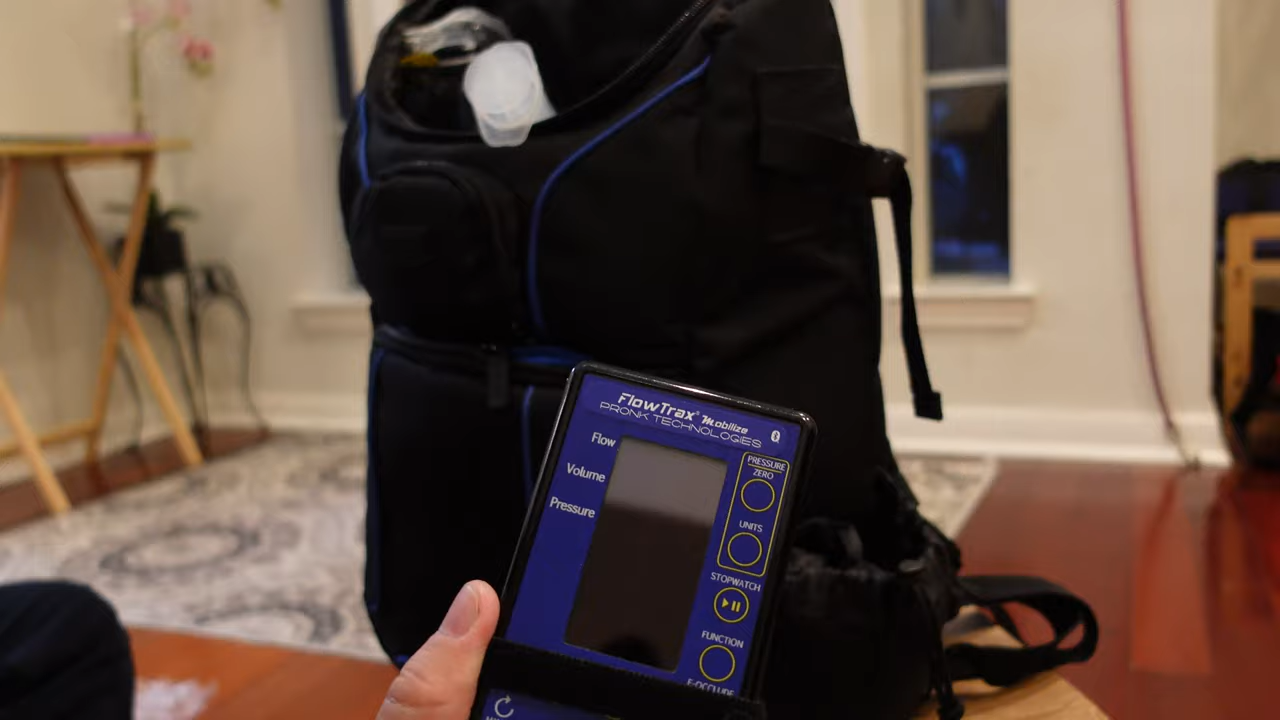 FlowTrax® Mobilize
PRONK TECHNOLOGIES
Flow
Volume
Pressure
PRESSURE
ZERO
UNITS
STOPWATCH
FUNCTION
E-OCCLUDE